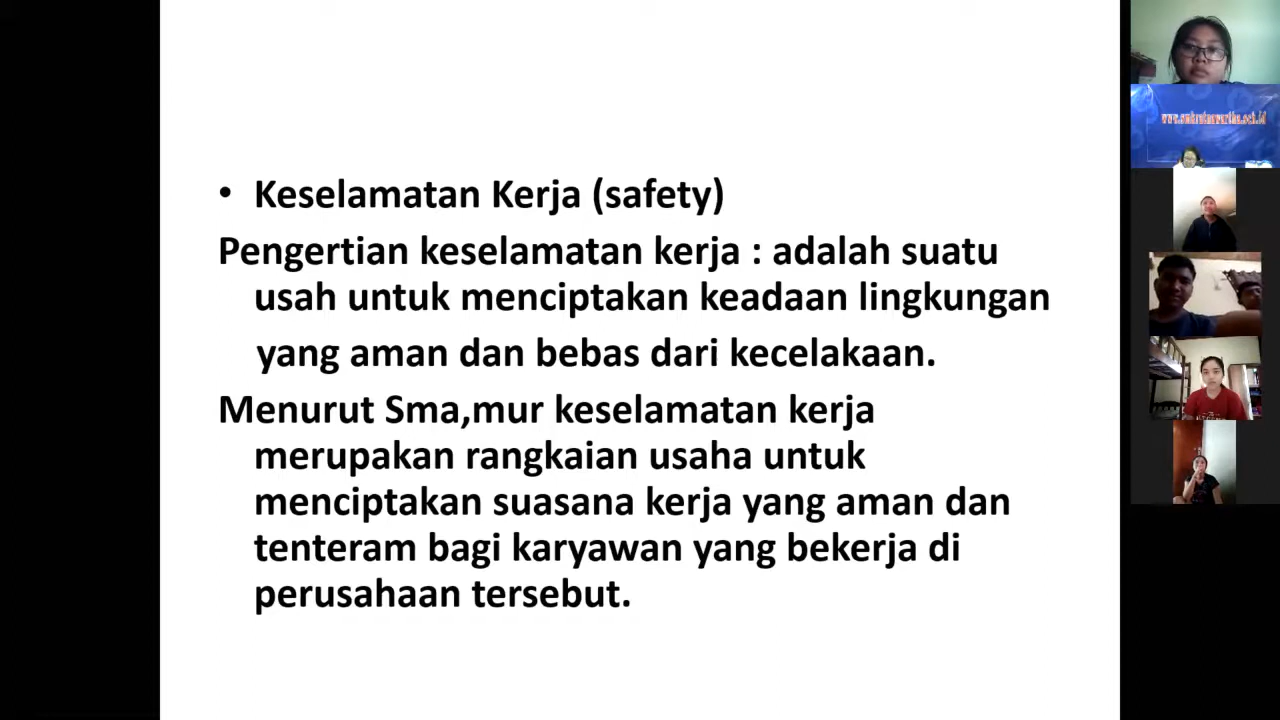 • Keselamatan Kerja (safety)
Pengertian keselamatan kerja : adalah suatu
usah untuk menciptakan keadaan lingkungan
yang aman dan bebas dari kecelakaan.
Menurut Sma,mur keselamatan kerja
merupakan rangkaian usaha untuk
menciptakan suasana kerja yang aman dan
tenteram bagi karyawan yang bekerja di
perusahaan tersebut.